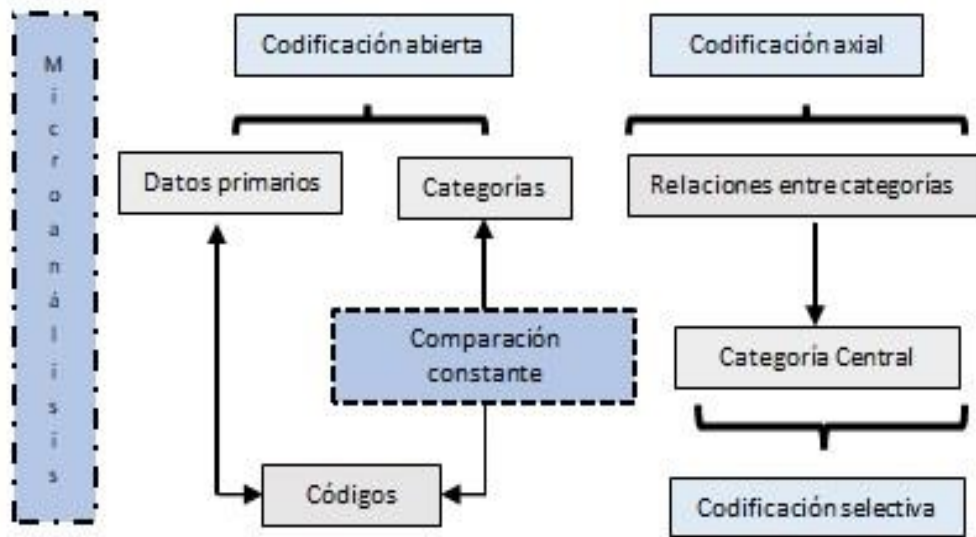 Microanálisis
Codificación abierta
Codificación axial
Datos primarios
Categorías
Relaciones entre categorías
Comparación
constante
Categoría Central
Códigos
Codificación selectiva